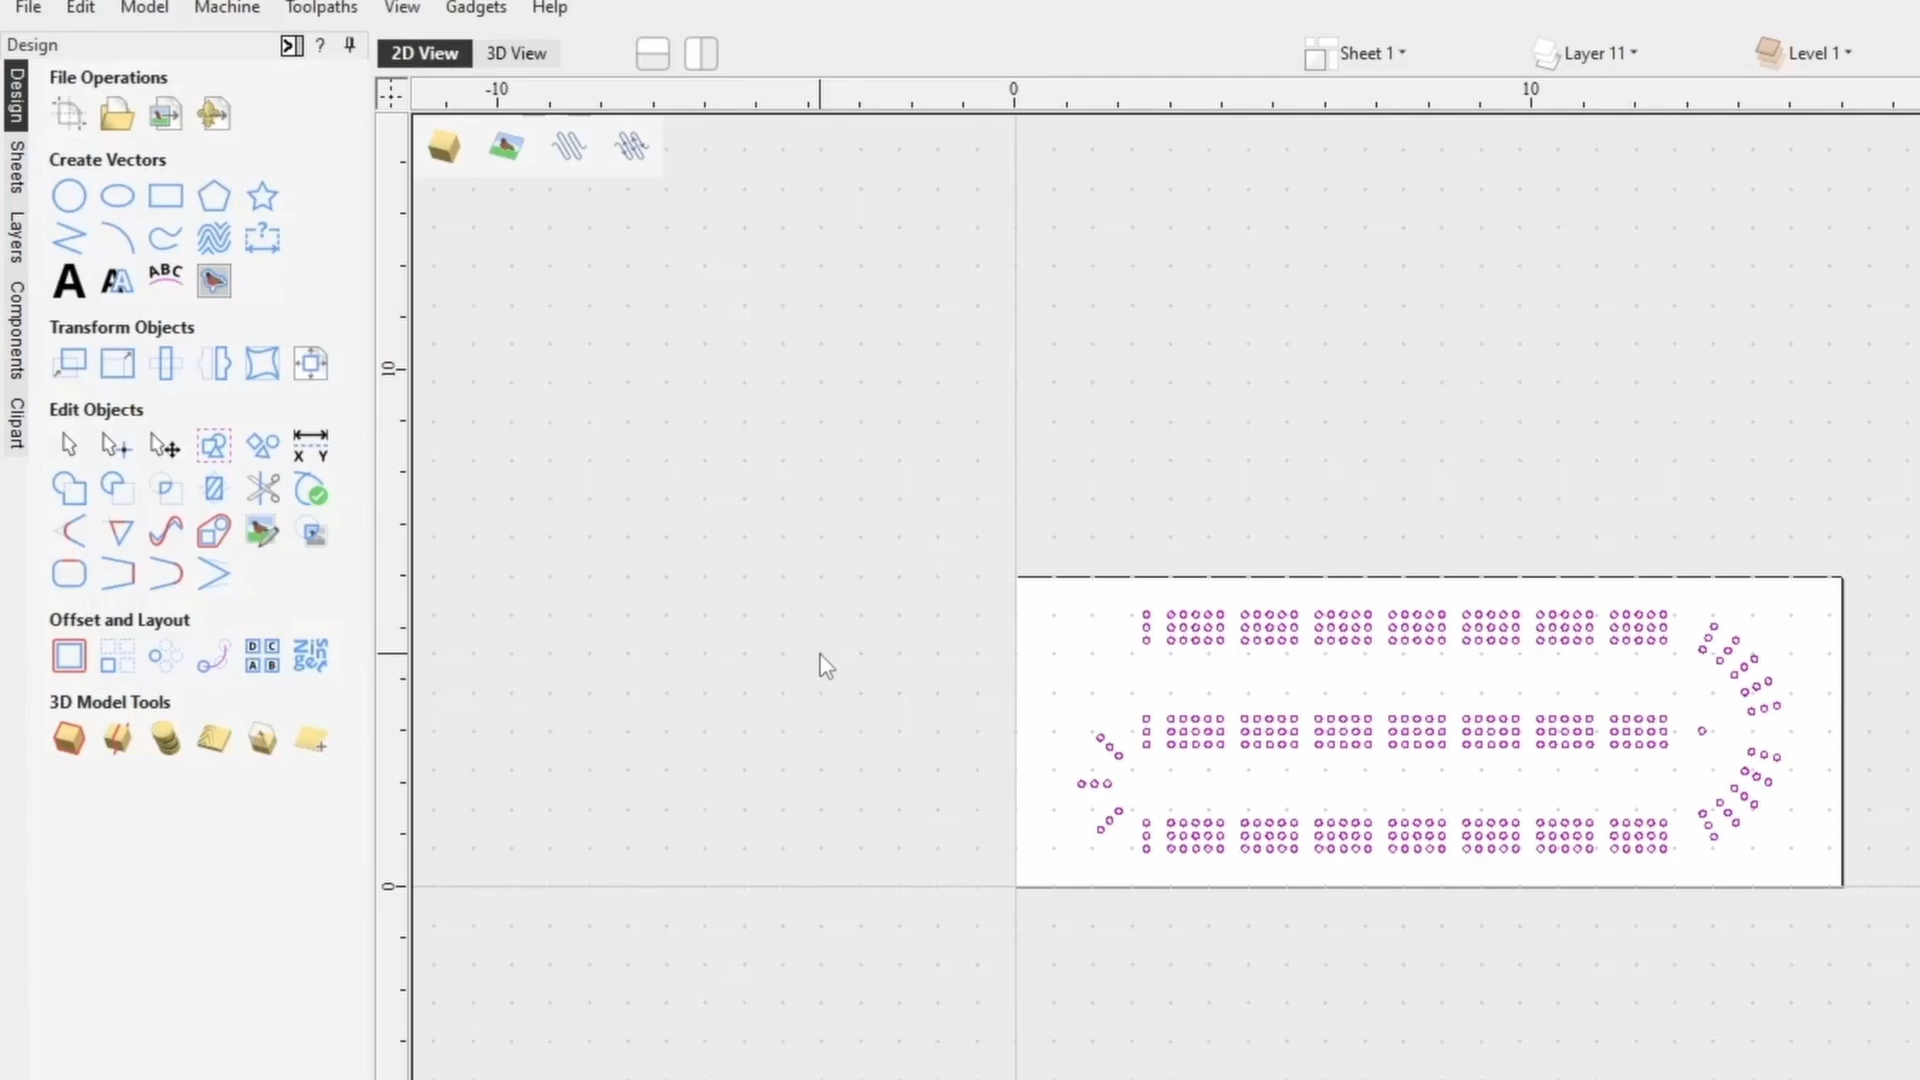 File Edit Model Machine Toolpaths View Gadgets Help
Design ?
2D View 3D View Sheet 1 Layer 11 Level 1
Design
Sheets
Layers
Components
Clipart
File Operations
Create Vectors
?
A A A ABC
Transform Objects
Edit Objects
X Y
Offset and Layout
D C
A B
3D Model Tools
-10 0 10
10
0